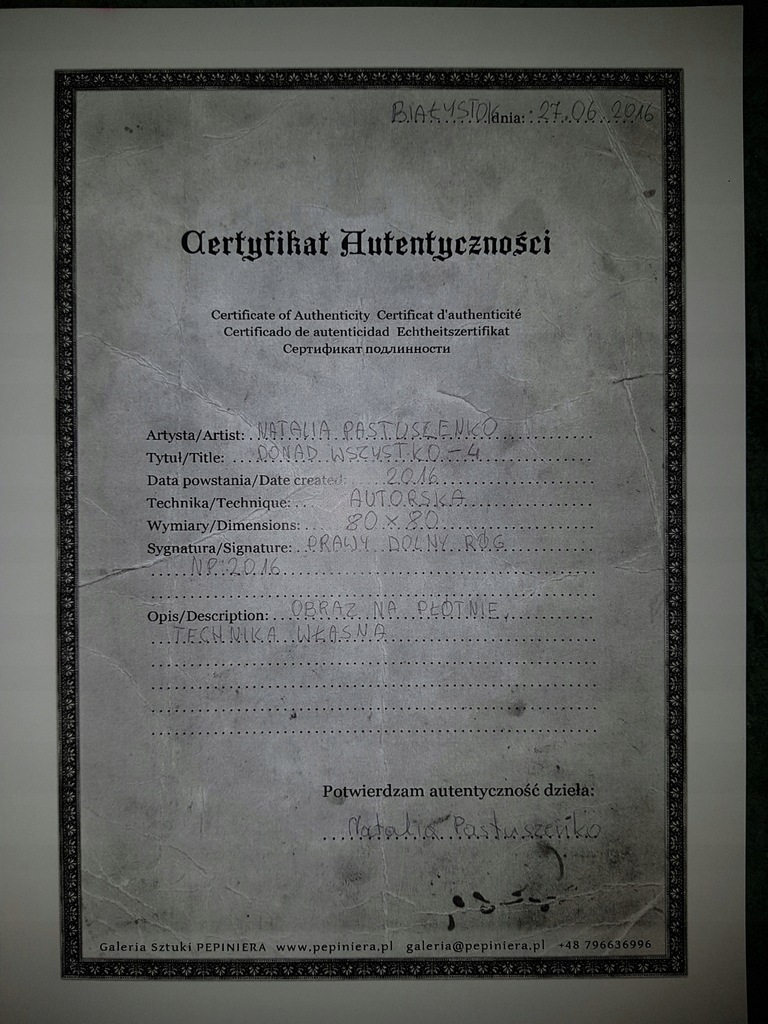 BIAŁYSTOK dnia: 27.06.2016
Certyfikat Autentyczności
Certificate of Authenticity Certificat d'authenticité
Certificado de autenticidad Echtheitszertifikat
Сертификат подлинности
Artysta/Artist: NATALIA PASTUSZENKO
Tytuł/Title: PONAD WSZYSTKO - 4
Data powstania/Date created: 2016
Technika/Technique: AUTORSKA
Wymiary/Dimensions: 80 x 80
Sygnatura/Signature: PRAWY DOLNY RÓG
NP. 2016
Opis/Description: OBRAZ NA PŁÓTNIE,
TECHNIKA WŁASNA
Potwierdzam autentyczność dzieła:
Natalia Pastuszeńko
Galeria Sztuki PEPINIERA www.pepiniera.pl galeria@pepiniera.pl +48 796636996